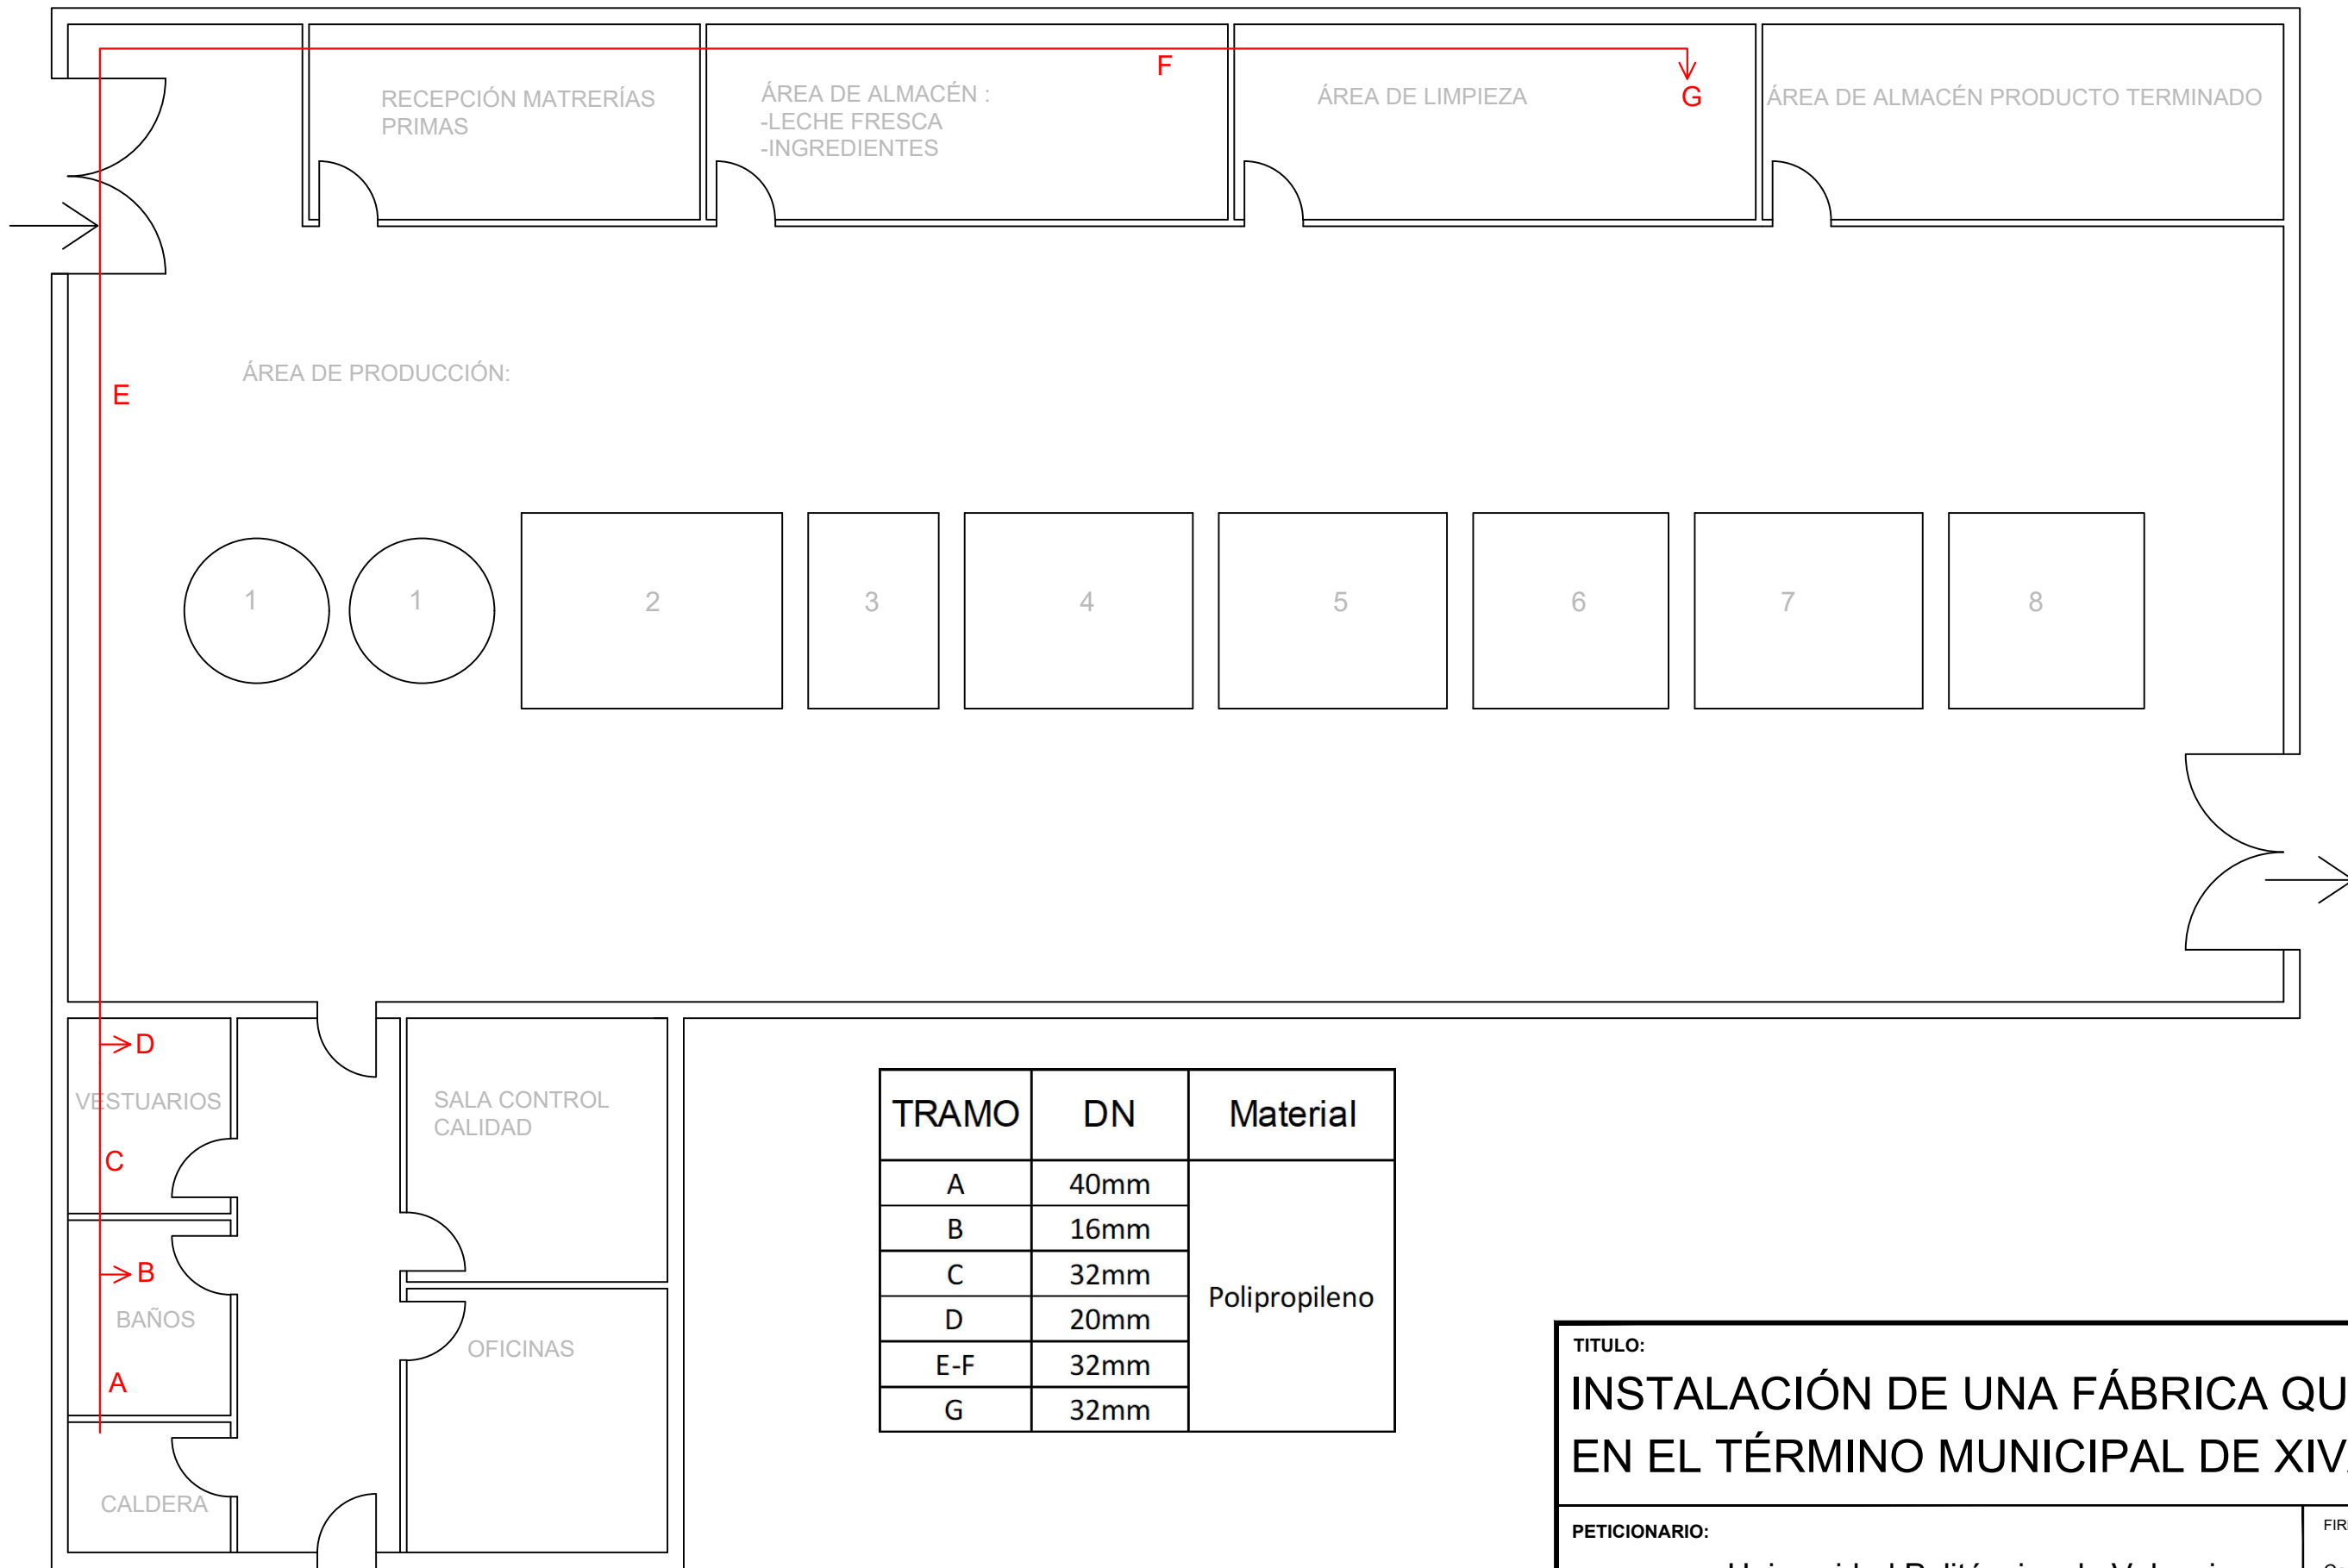 F
G
RECEPCIÓN MATRERÍAS
PRIMAS
ÁREA DE ALMACÉN :
-LECHE FRESCA
-INGREDIENTES
ÁREA DE LIMPIEZA
ÁREA DE ALMACÉN PRODUCTO TERMINADO
ÁREA DE PRODUCCIÓN:
E
1
1
2
3
4
5
6
7
8
D
VESTUARIOS
C
B
BAÑOS
A
CALDERA
SALA CONTROL
CALIDAD
OFICINAS
TRAMO DN Material
A 40mm
B 16mm
C 32mm
D 20mm
E-F 32mm
G 32mm
Polipropileno
TITULO:
INSTALACIÓN DE UNA FÁBRICA QU
EN EL TÉRMINO MUNICIPAL DE XIV
PETICIONARIO:
FIR